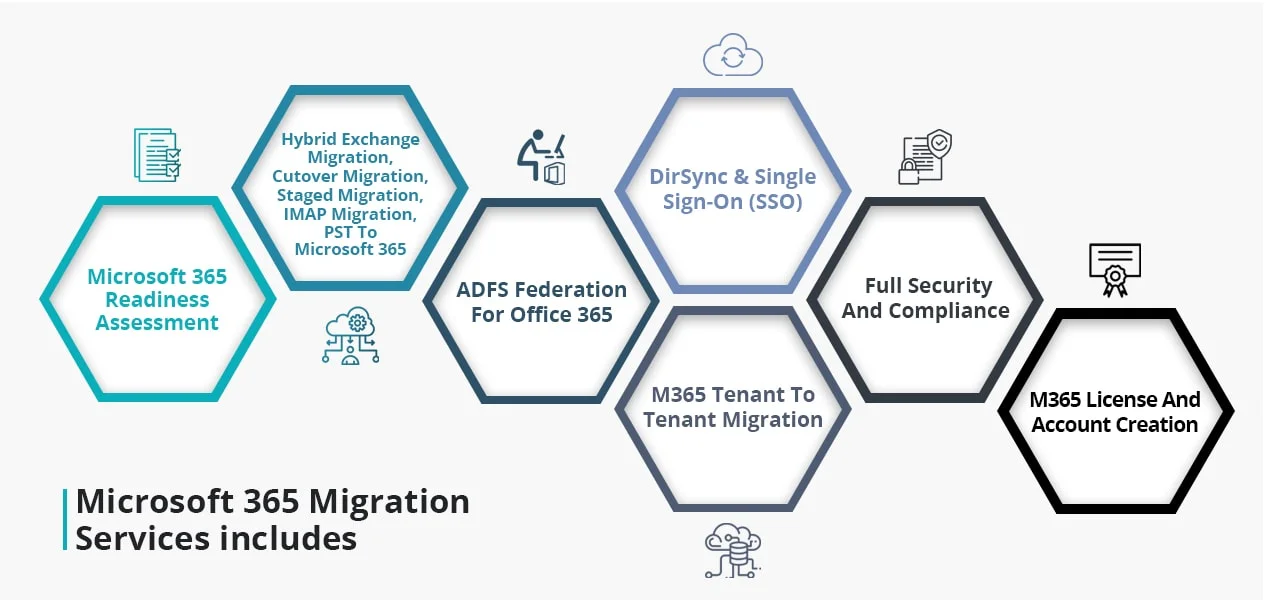 Microsoft 365
Readiness
Assessment
Hybrid Exchange
Migration,
Cutover Migration,
Staged Migration,
IMAP Migration,
PST To
Microsoft 365
ADFS Federation
For Office 365
DirSync & Single
Sign-On (SSO)
M365 Tenant To
Tenant Migration
Full Security
And Compliance
M365 License And
Account Creation
Microsoft 365 Migration
Services includes